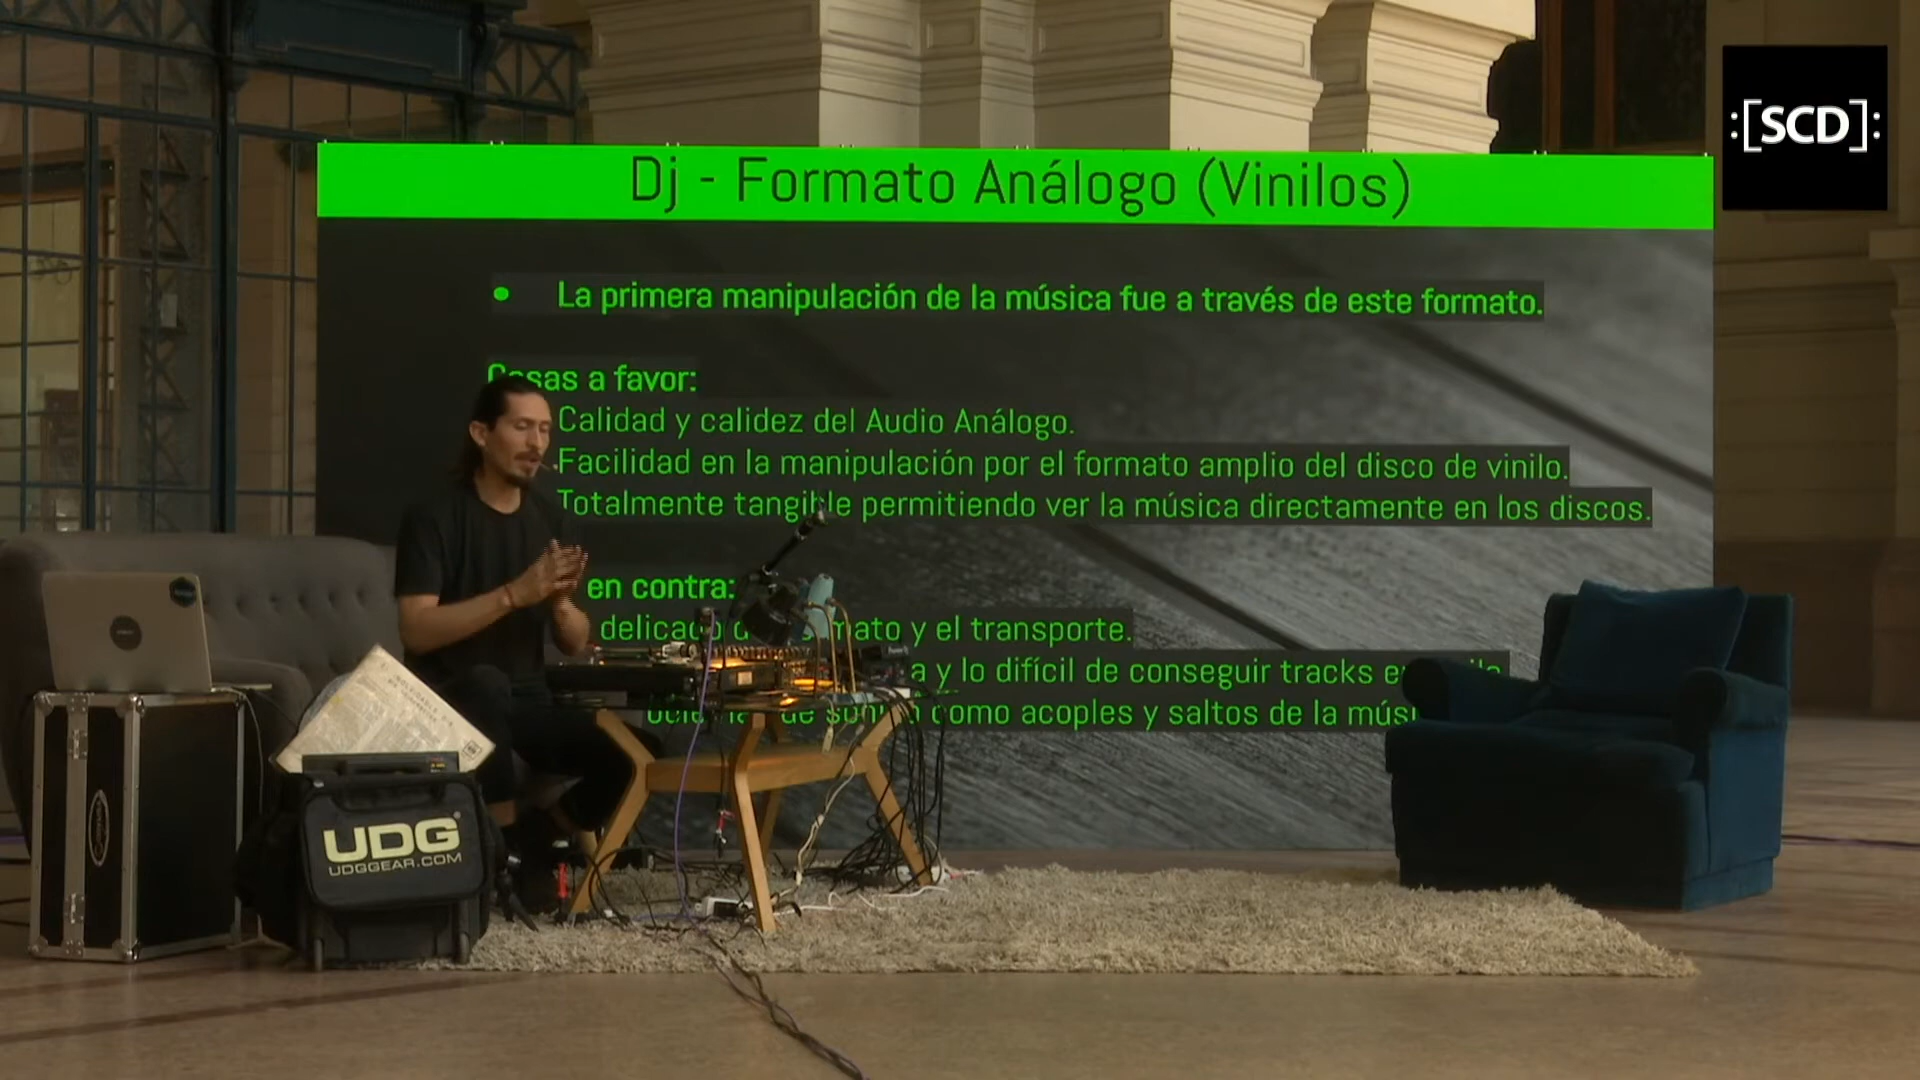 :[SCD]:
Dj - Formato Análogo (Vinilos)
• La primera manipulación de la música fue a través de este formato.
Cosas a favor:
Calidad y calidez del Audio Análogo.
Facilidad en la manipulación por el formato amplio del disco de vinilo.
Totalmente tangible permitiendo ver la música directamente en los discos.
en contra:
delicado y el transporte.
a y lo difícil de conseguir tracks
de como acoples y saltos de la
UDG
UDGGEAR.COM